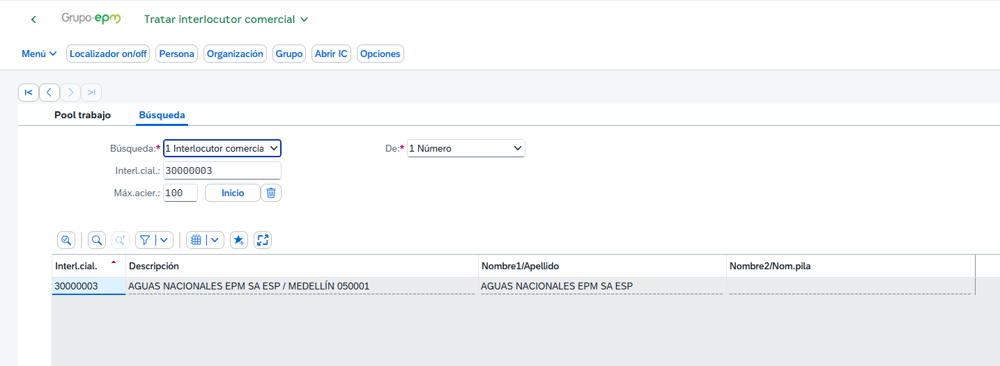 Grupo·epm Tratar interlocutor comercial
Menú Localizador on/off Persona Organización Grupo Abrir IC Opciones
Pool trabajo Búsqueda
Búsqueda:* 1 Interlocutor comercia De:* 1 Número
Interl.cial.: 30000003
Máx.acier.: 100 Inicio
Interl.cial. Descripción Nombre1/Apellido Nombre2/Nom.pila
30000003 AGUAS NACIONALES EPM SA ESP / MEDELLÍN 050001 AGUAS NACIONALES EPM SA ESP